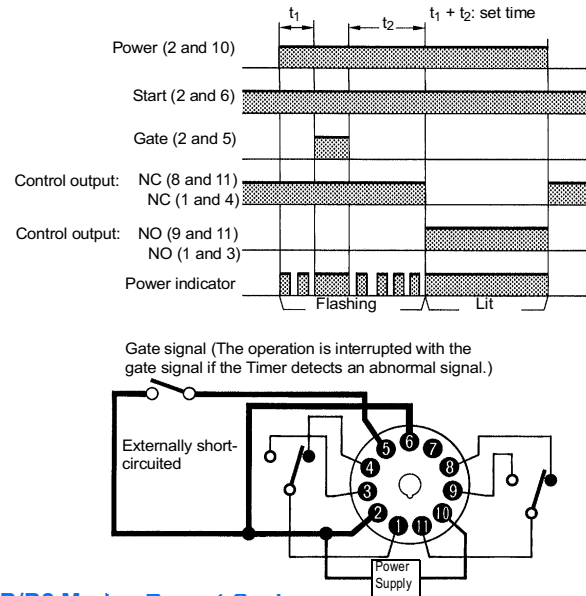 t1 t2 t1 + t2: set time
Power (2 and 10)
Start (2 and 6)
Gate (2 and 5)
Control output: NC (8 and 11)
NC (1 and 4)
Control output: NO (9 and 11)
NO (1 and 3)
Power indicator
Flashing Lit
Gate signal (The operation is interrupted with the
gate signal if the Timer detects an abnormal signal.)
Externally short-
circuited
5 6 7
4 8
3 9
2 10
1 11
Power
Supply